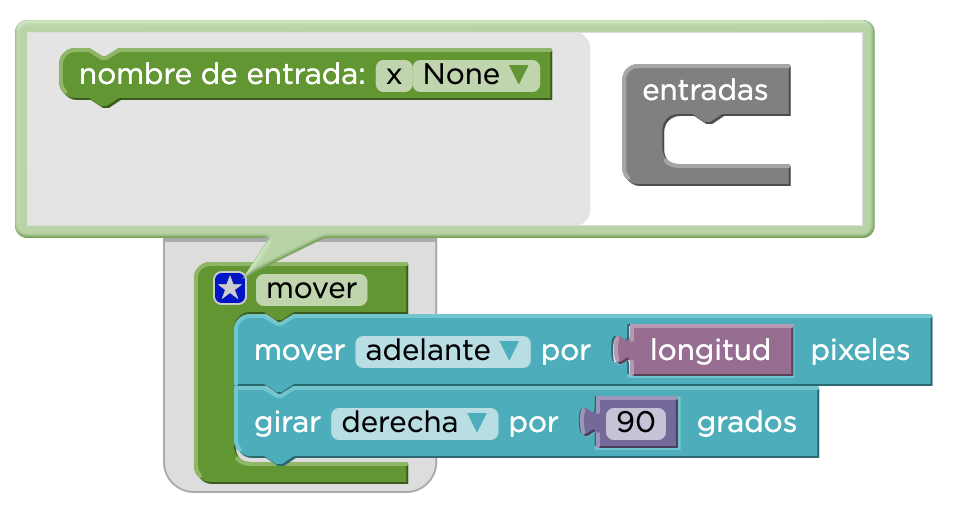 nombre de entrada: x None
entradas
mover
mover adelante por longitud pixeles
girar derecha por 90 grados